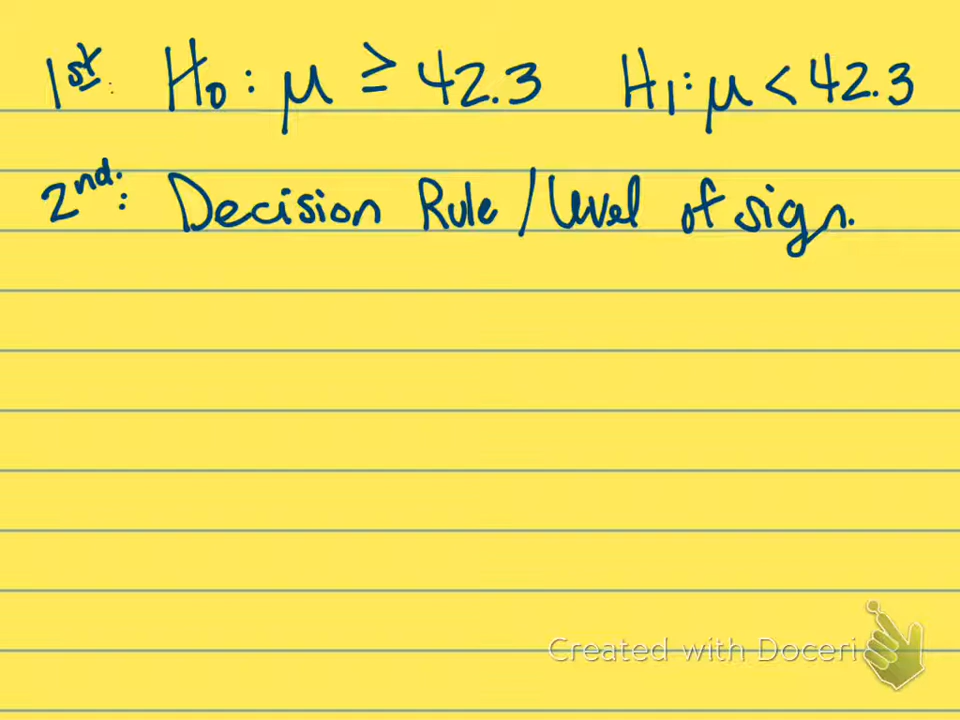 1st. H₀: μ ≥ 42.3 H₁: μ < 42.3
2nd.: Decision Rule / level of sign.
Created with Doceri